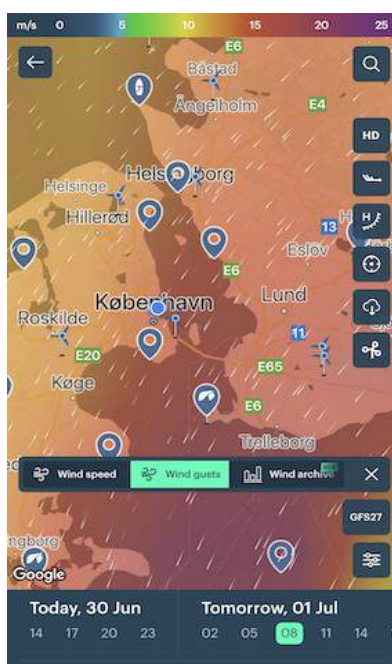 m/s 0 5 10 15 20 25
E6
Båstad
Ängelholm
E4
HD
Helsingborg
Helsinge
Hillerød
H
13
Eslöv
E6
København
Lund
Roskilde
11
E20
E65
Køge
E6
Trelleborg
Wind speed Wind gusts Wind archive
GFS27
Google
Today, 30 Jun Tomorrow, 01 Jul
14 17 20 23 02 05 08 11 14